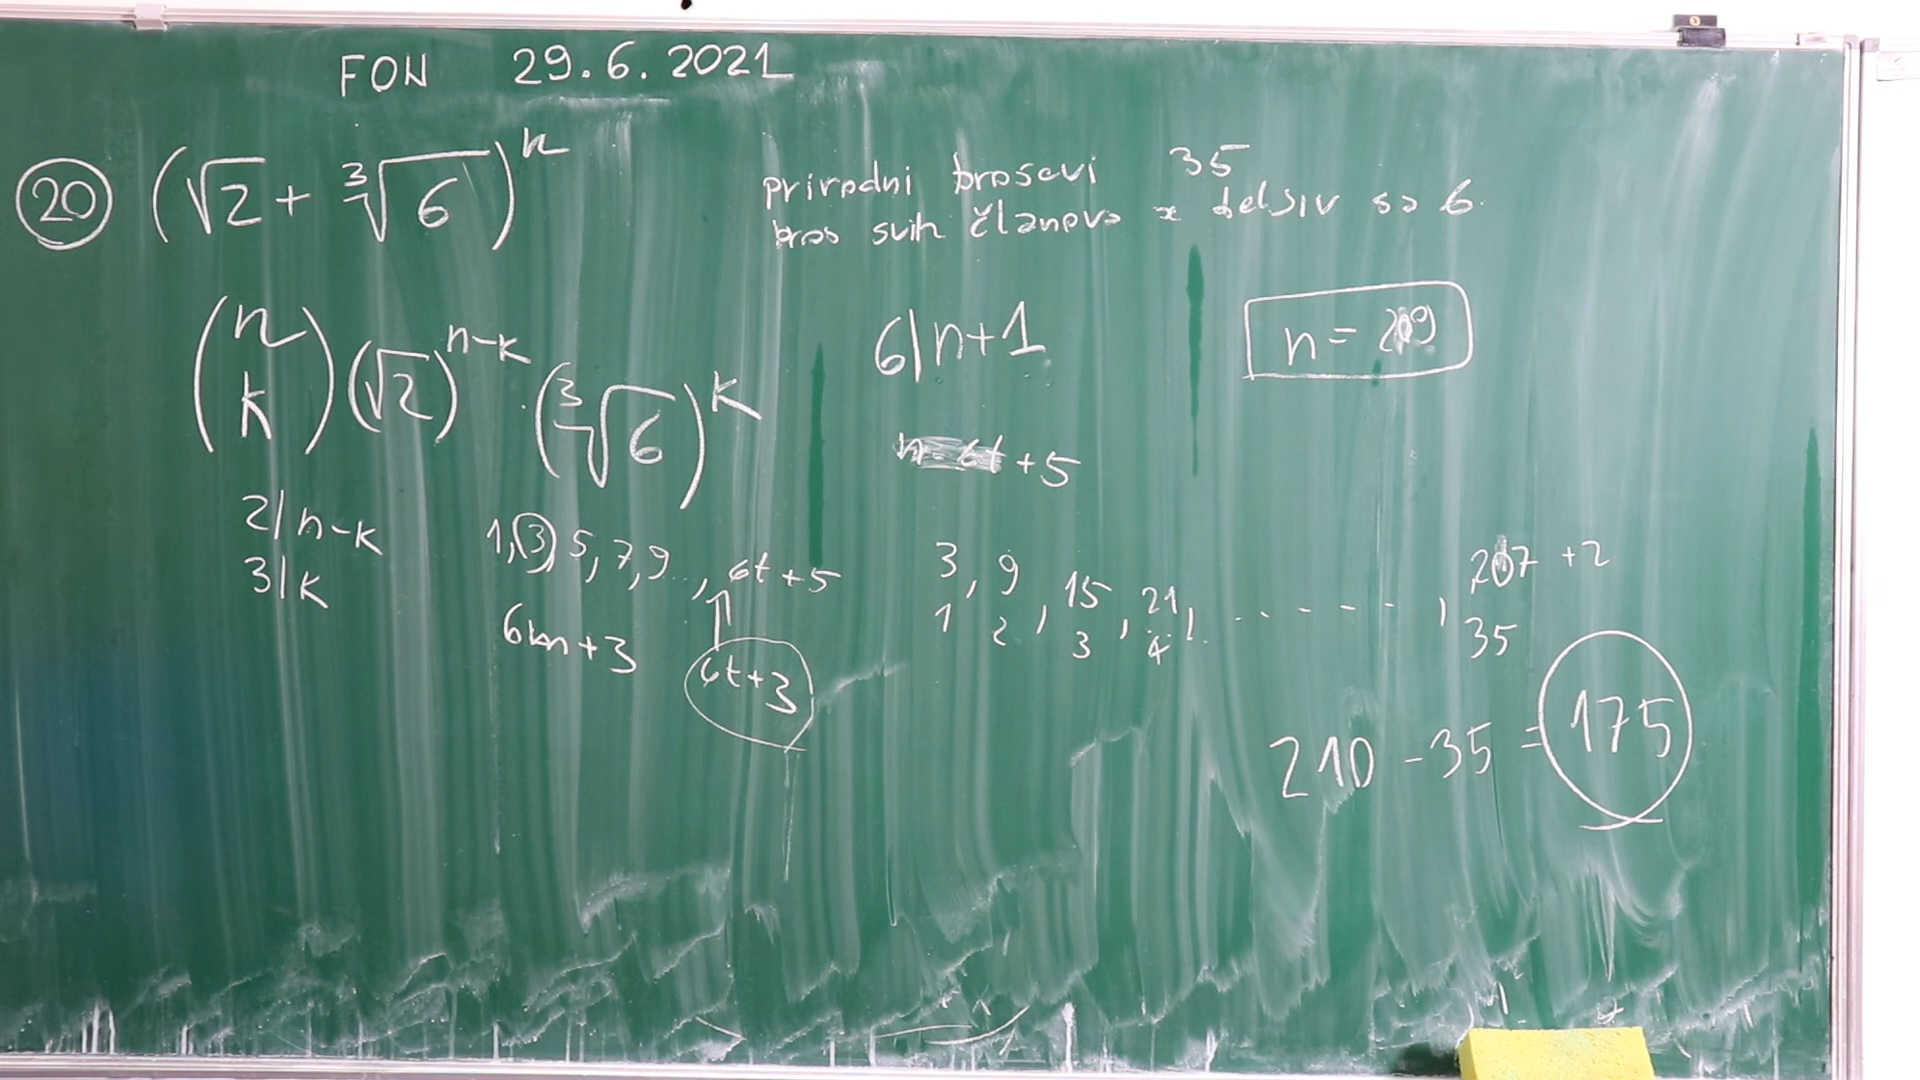 FON 29.6.2021
20 (√2 + ∛6)^n
prirodni brojevi 35
broj svih članova je deljiv sa 6.
(n k) (√2)^(n-k) · (∛6)^k
6|n+1
n = 209
n = 6t + 5
2|n-k
3|k
1, 3, 5, 7, 9..., 6t+5
6m+3
6t+3
3, 9, 15, 21, ......, 207 +2
1 2 3 4 35
210 - 35 = 175